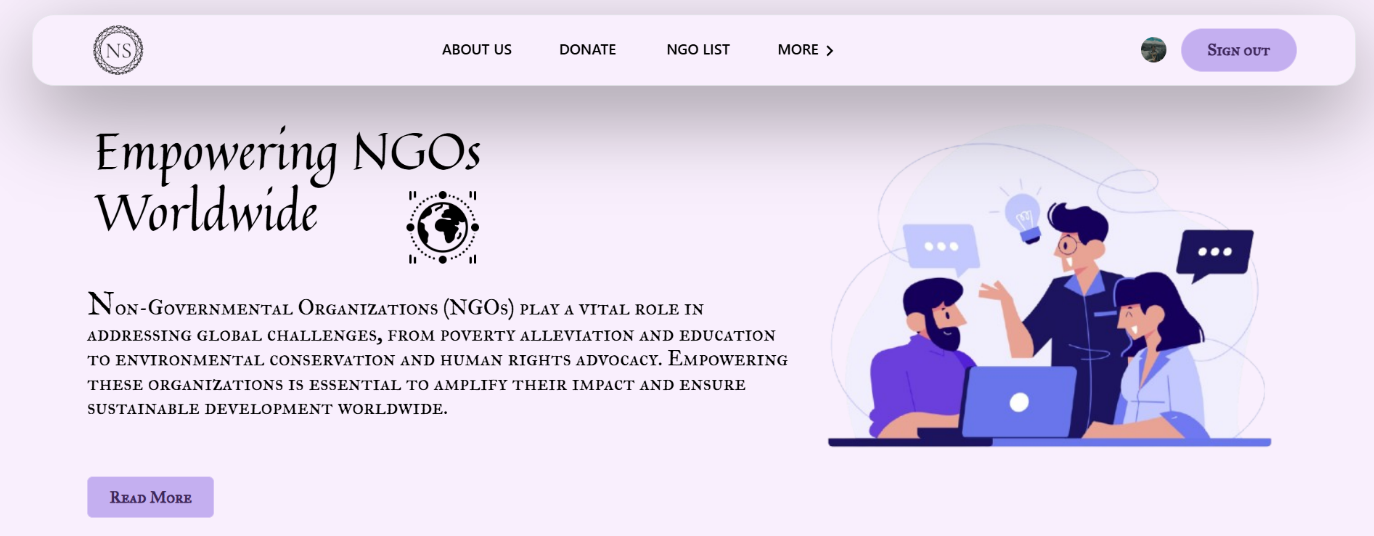 NS
ABOUT US
DONATE
NGO LIST
MORE
Sign out
Empowering NGOs
Worldwide
Non-Governmental Organizations (NGOs) play a vital role in
addressing global challenges, from poverty alleviation and education
to environmental conservation and human rights advocacy. Empowering
these organizations is essential to amplify their impact and ensure
sustainable development worldwide.
Read More